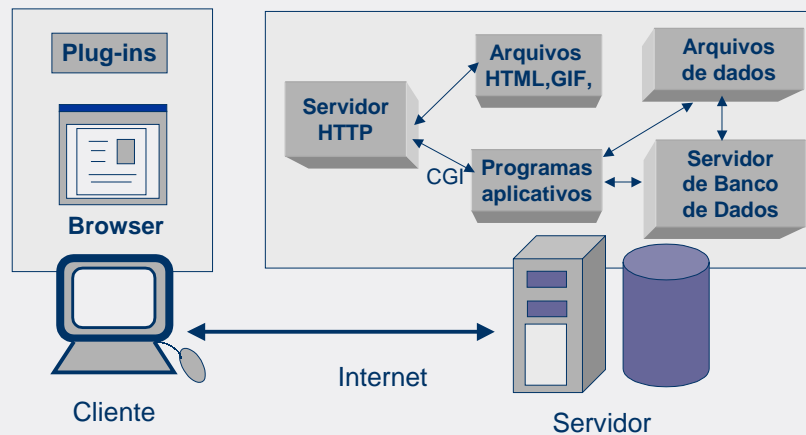 Plug-ins
Browser
Cliente
Internet
Servidor
HTTP
Arquivos
HTML,GIF,
CGI
Programas
aplicativos
Arquivos
de dados
Servidor
de Banco
de Dados
Servidor